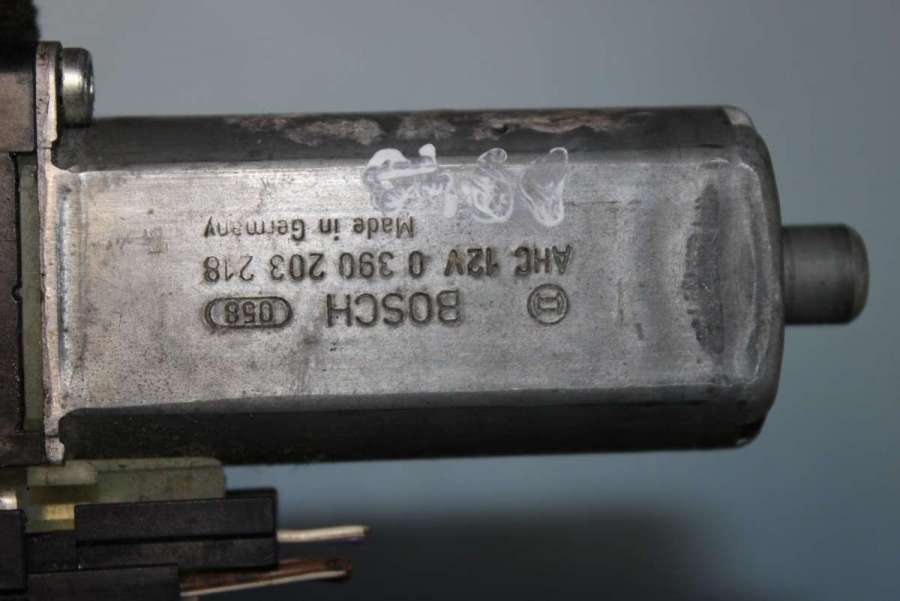 BOSCH 058
AHC 12V 0 390 203 218
Made in Germany